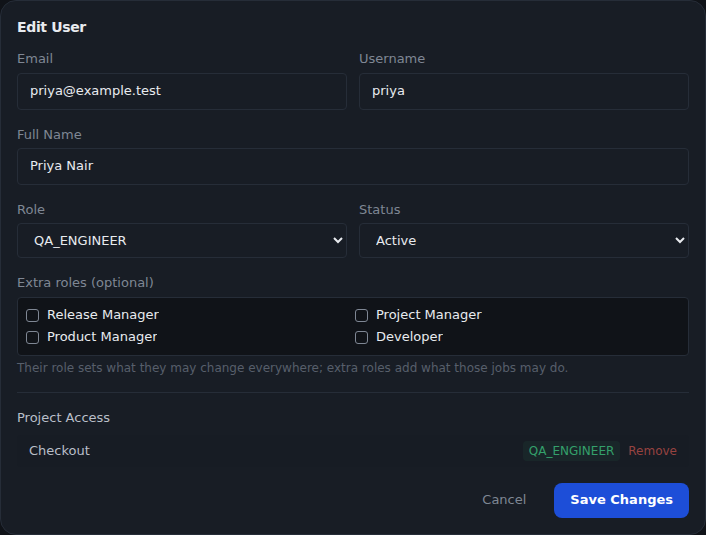 Edit User
Email Username
priya@example.test priya
Full Name
Priya Nair
Role Status
QA_ENGINEER Active
Extra roles (optional)
Release Manager Project Manager
Product Manager Developer
Their role sets what they may change everywhere; extra roles add what those jobs may do.
Project Access
Checkout QA_ENGINEER Remove
Cancel Save Changes